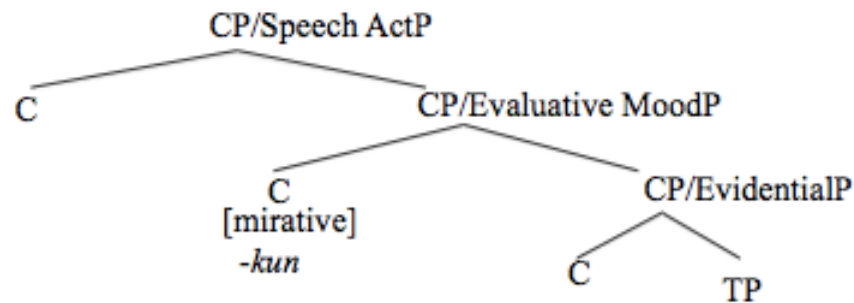 CP/Speech ActP
C
CP/Evaluative MoodP
C
[mirative]
-kun
CP/EvidentialP
C
TP